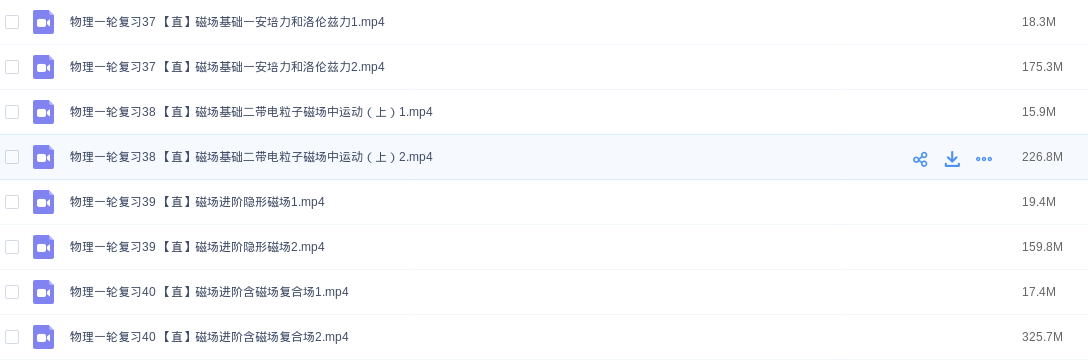 物理一轮复习37 【直】磁场基础一安培力和洛伦兹力1.mp4 18.3M
物理一轮复习37 【直】磁场基础一安培力和洛伦兹力2.mp4 175.3M
物理一轮复习38 【直】磁场基础二带电粒子磁场中运动（上）1.mp4 15.9M
物理一轮复习38 【直】磁场基础二带电粒子磁场中运动（上）2.mp4 226.8M
物理一轮复习39 【直】磁场进阶隐形磁场1.mp4 19.4M
物理一轮复习39 【直】磁场进阶隐形磁场2.mp4 159.8M
物理一轮复习40 【直】磁场进阶含磁场复合场1.mp4 17.4M
物理一轮复习40 【直】磁场进阶含磁场复合场2.mp4 325.7M